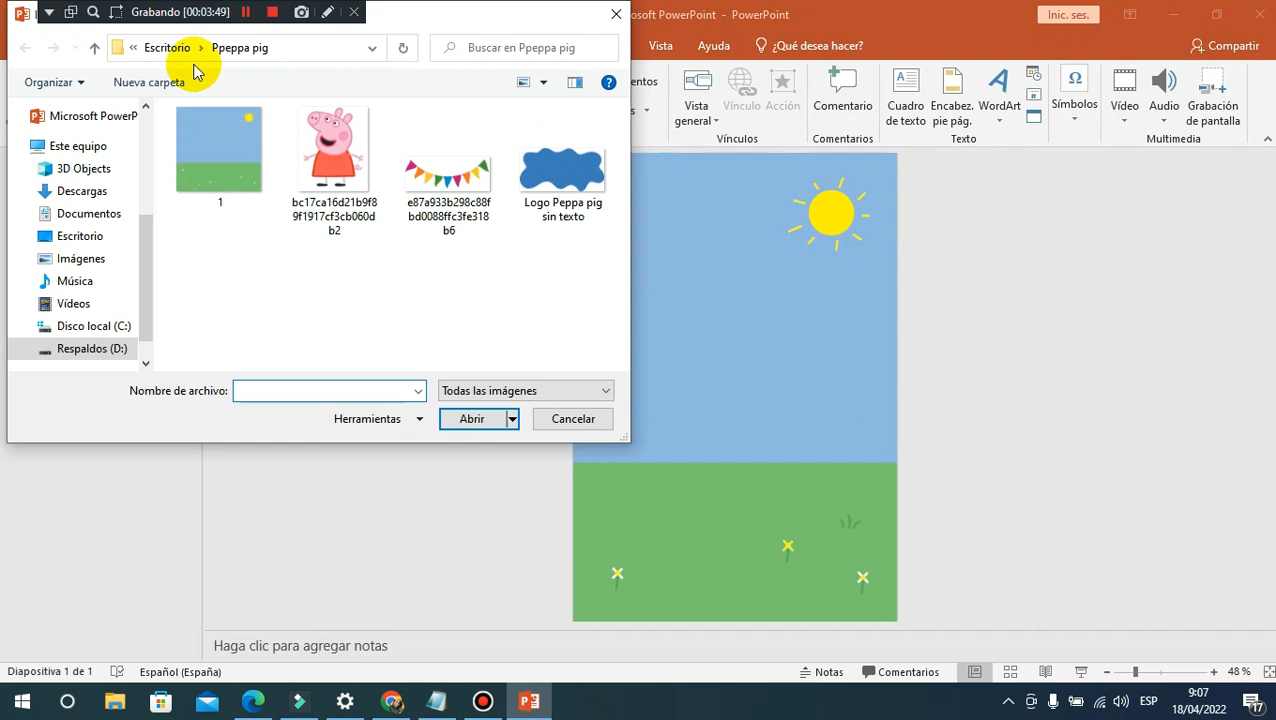 Grabando [00:03:49]
Microsoft PowerPoint - PowerPoint
Inic. ses.
Escritorio > Ppeppa pig
Buscar en Ppeppa pig
Vista
Ayuda
¿Qué desea hacer?
Compartir
Organizar
Nueva carpeta
Microsoft PowerP
Este equipo
3D Objects
Descargas
Documentos
Escritorio
Imágenes
Música
Vídeos
Disco local (C:)
Respaldos (D:)
1
bc17ca16d21b9f8
9f1917cf3cb060d
b2
e87a933b298c88f
bd0088ffc3fe318
b6
Logo Peppa pig
sin texto
Nombre de archivo:
Todas las imágenes
Herramientas
Abrir
Cancelar
Vista
general
Vínculo
Acción
Vínculos
Comentario
Comentarios
Cuadro
de texto
Encabez.
pie pág.
WordArt
Texto
Símbolos
Vídeo
Audio
Grabación
de pantalla
Multimedia
Haga clic para agregar notas
Diapositiva 1 de 1
Español (España)
Notas
Comentarios
48 %
ESP
9:07
18/04/2022
17